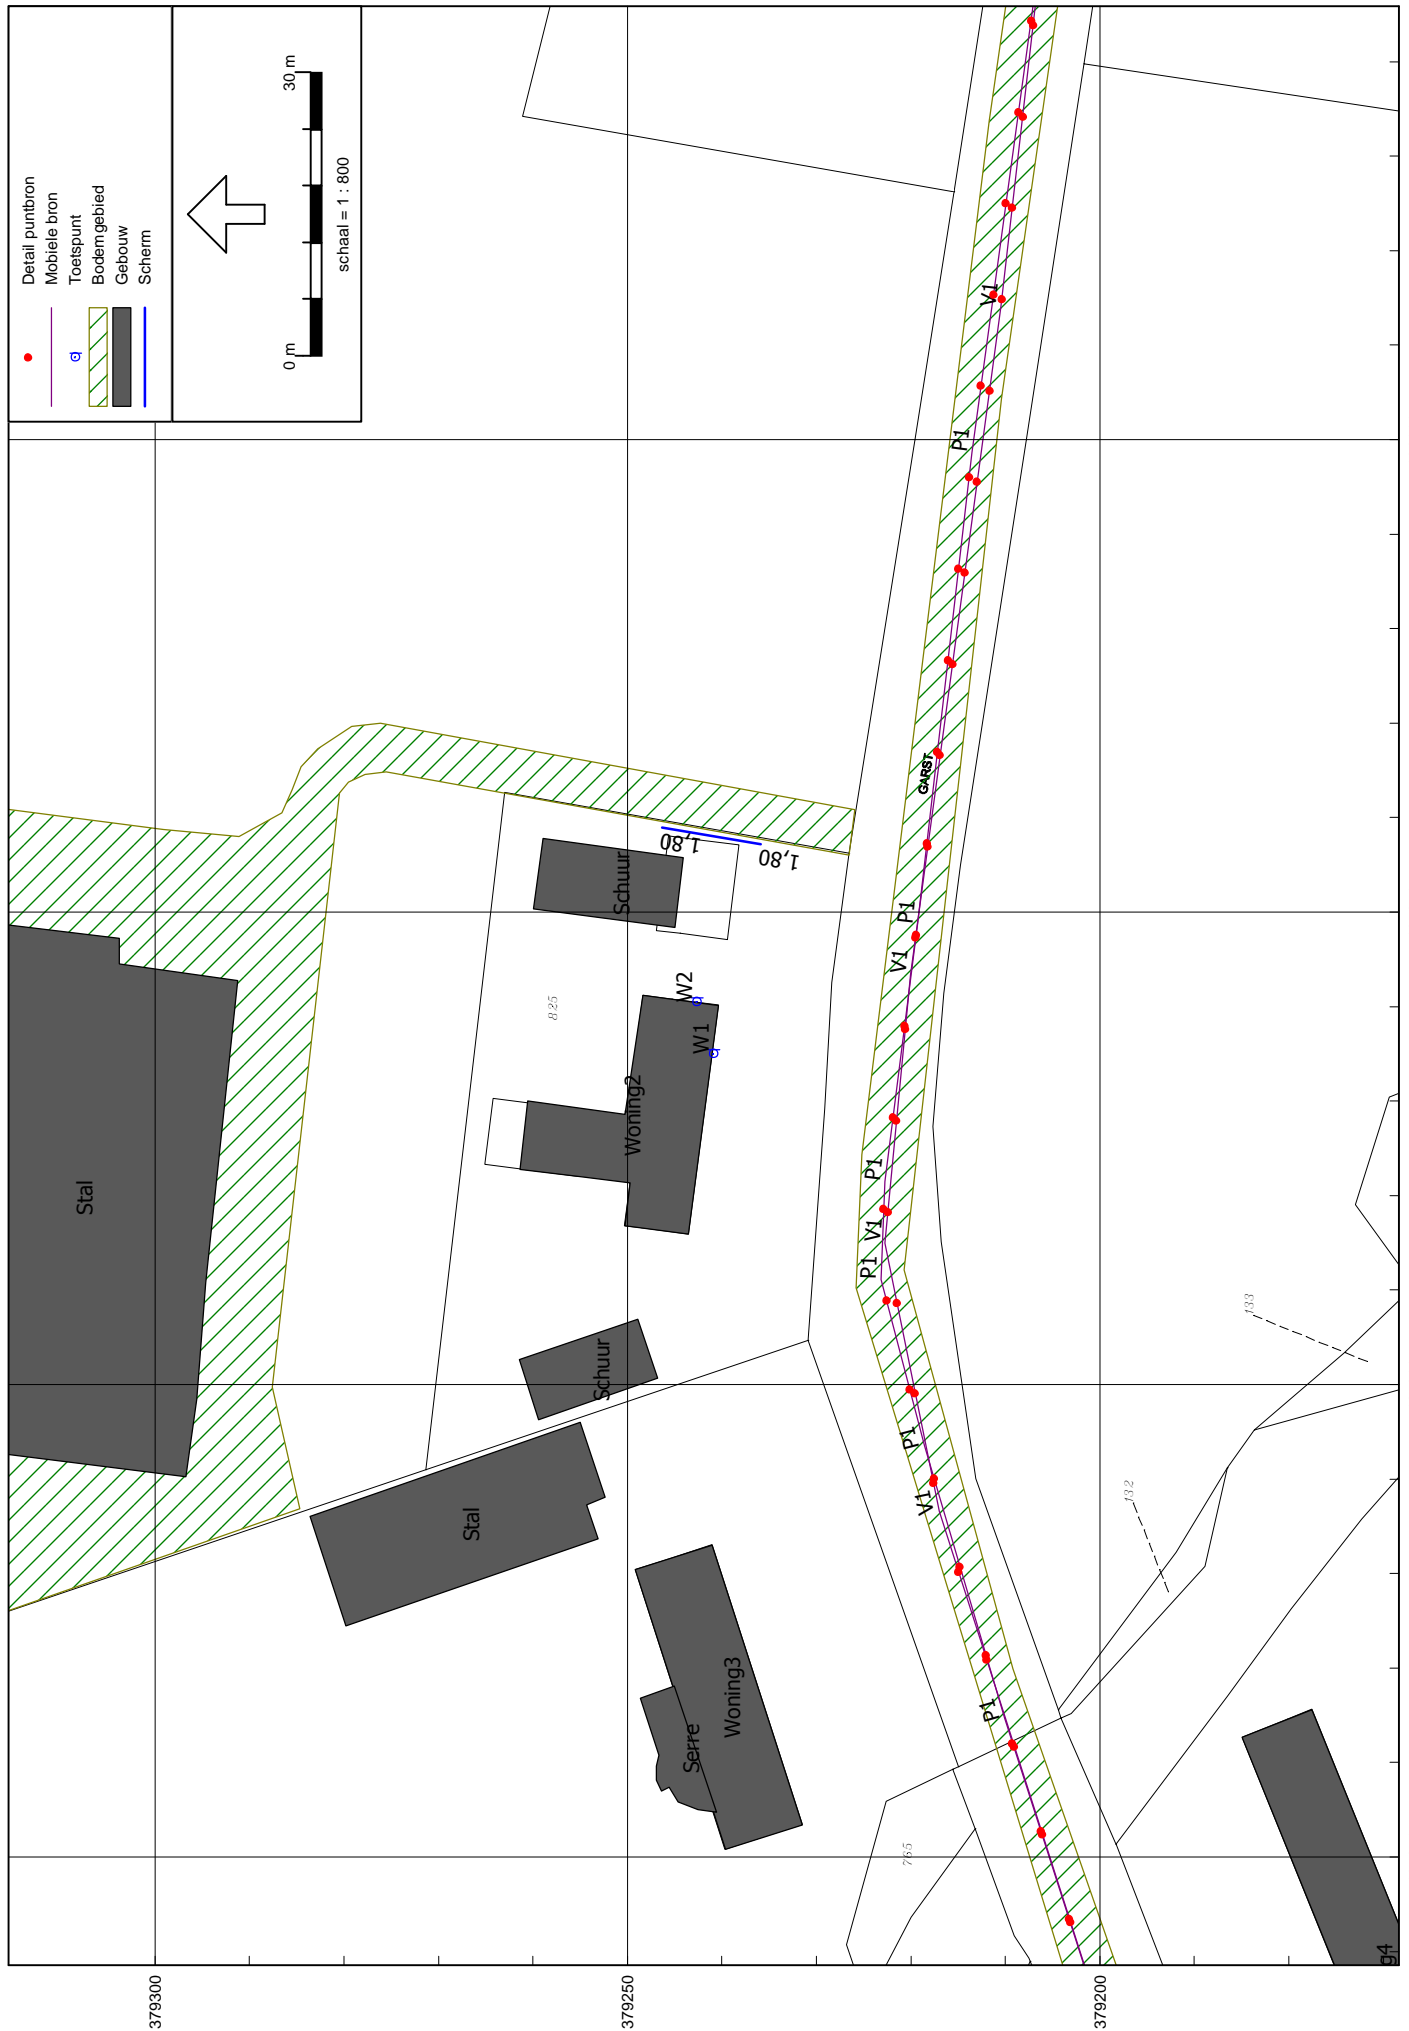 Detail puntbron
Mobiele bron
Toetspunt
Bodemgebied
Gebouw
Scherm
0 m
30 m
schaal = 1 : 800
Stal
825
Schuur
1,80
1,80
W2
W1
Woning2
Schuur
Stal
Serre
Woning3
V1
P1
GARST
P1
V1
P1
V1
P1
P1
V1
P1
133
132
765
g4
379300
379250
379200